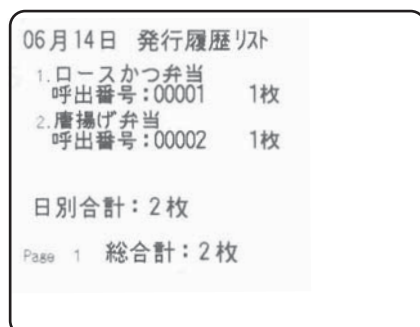 06月14日 発行履歴リスト
1.ロースかつ弁当
呼出番号:00001 1枚
2.唐揚げ弁当
呼出番号:00002 1枚
日別合計:2枚
Page 1 総合計:2枚